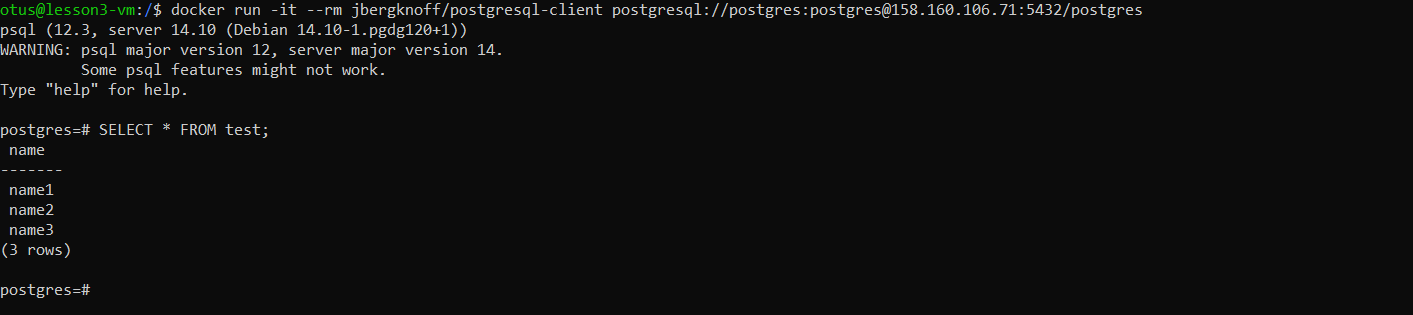 otus@lesson3-vm:/$ docker run -it --rm jbergknoff/postgresql-client postgresql://postgres:postgres@158.160.106.71:5432/postgres
psql (12.3, server 14.10 (Debian 14.10-1.pgdg120+1))
WARNING: psql major version 12, server major version 14.
         Some psql features might not work.
Type "help" for help.

postgres=# SELECT * FROM test;
 name
-------
 name1
 name2
 name3
(3 rows)

postgres=#